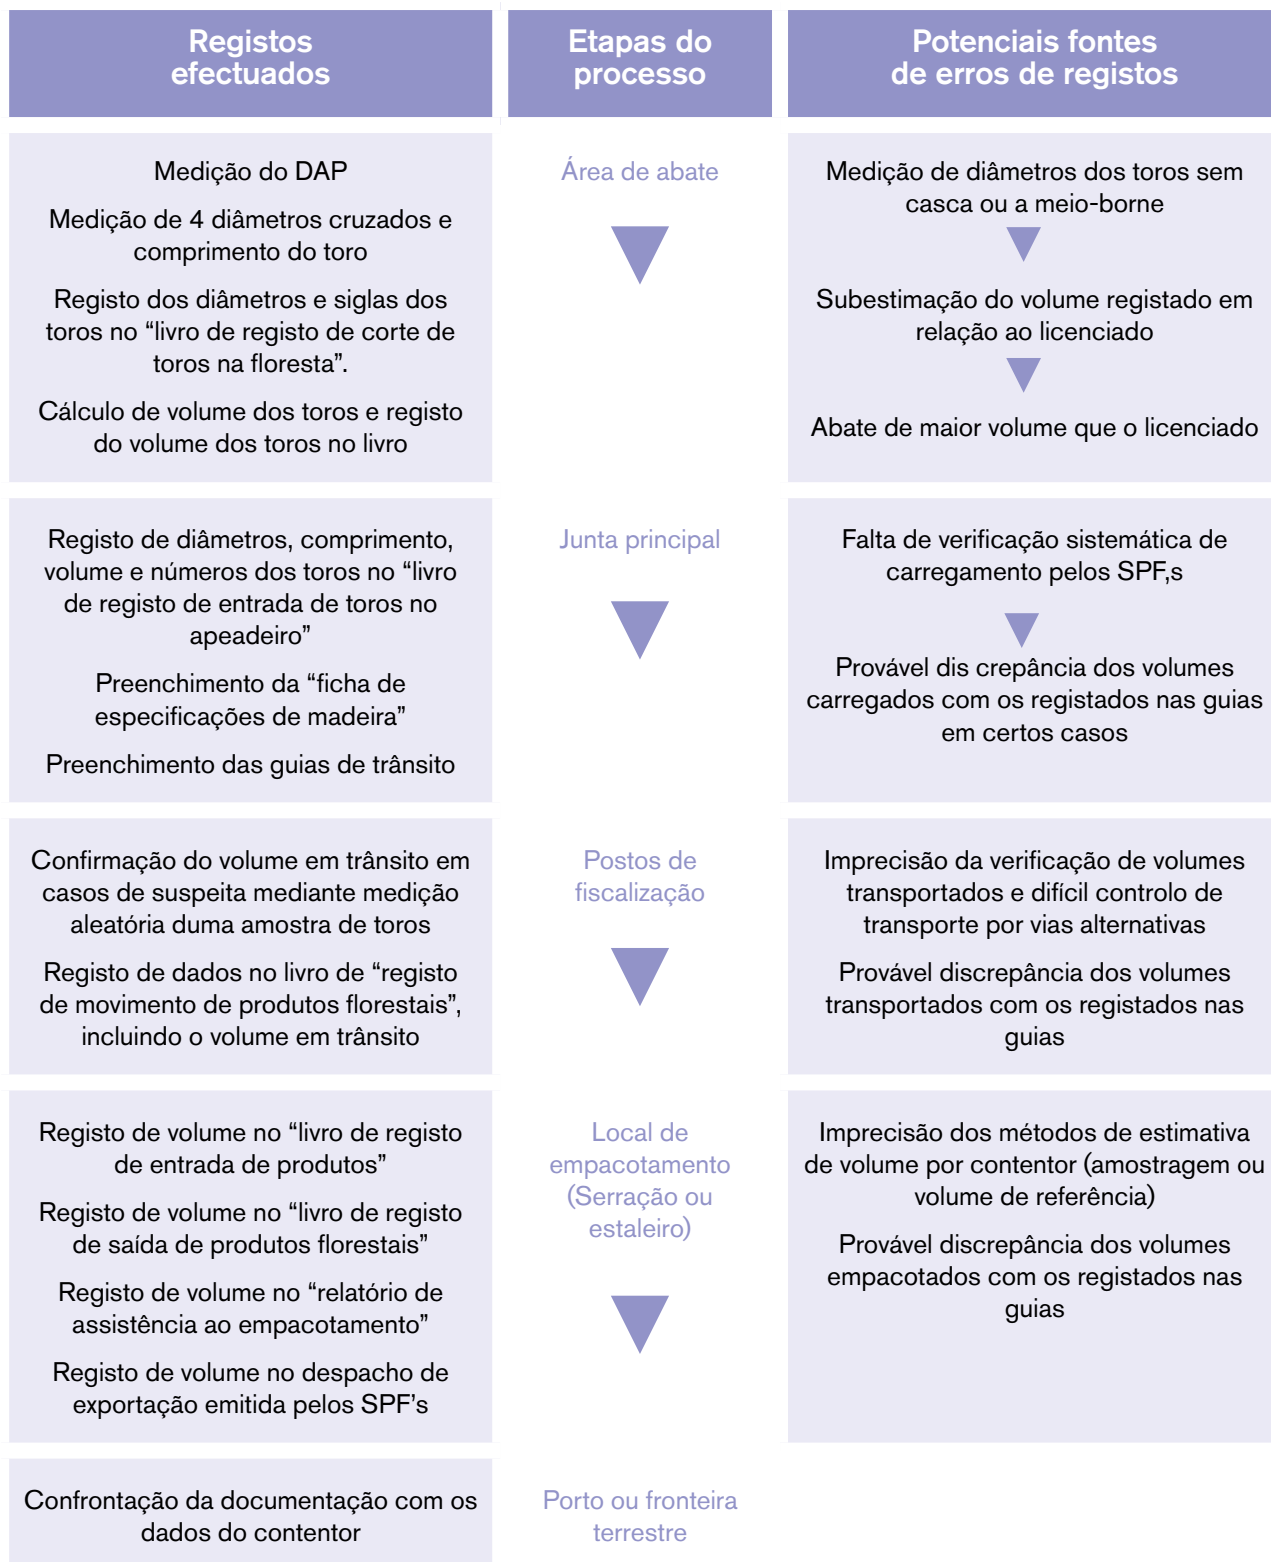 Registos
efectuados
Etapas do
processo
Potenciais fontes
de erros de registos
Medição do DAP
Medição de 4 diâmetros cruzados e
comprimento do toro
Registo dos diâmetros e siglas dos
toros no “livro de registo de corte de
toros na floresta”.
Cálculo de volume dos toros e registo
do volume dos toros no livro
Área de abate
Medição de diâmetros dos toros sem
casca ou a meio-borne
Subestimação do volume registado em
relação ao licenciado
Abate de maior volume que o licenciado
Registo de diâmetros, comprimento,
volume e números dos toros no “livro
de registo de entrada de toros no
apeadeiro”
Preenchimento da “ficha de
especificações de madeira”
Preenchimento das guias de trânsito
Junta principal
Falta de verificação sistemática de
carregamento pelos SPF,s
Provável dis crepância dos volumes
carregados com os registados nas guias
em certos casos
Confirmação do volume em trânsito em
casos de suspeita mediante medição
aleatória duma amostra de toros
Registo de dados no livro de “registo
de movimento de produtos florestais”,
incluindo o volume em trânsito
Postos de
fiscalização
Imprecisão da verificação de volumes
transportados e difícil controlo de
transporte por vias alternativas
Provável discrepância dos volumes
transportados com os registados nas
guias
Registo de volume no “livro de registo
de entrada de produtos”
Registo de volume no “livro de registo
de saída de produtos florestais”
Registo de volume no “relatório de
assistência ao empacotamento”
Registo de volume no despacho de
exportação emitida pelos SPF’s
Local de
empacotamento
(Serração ou
estaleiro)
Imprecisão dos métodos de estimativa
de volume por contentor (amostragem ou
volume de referência)
Provável discrepância dos volumes
empacotados com os registados nas
guias
Confrontação da documentação com os
dados do contentor
Porto ou fronteira
terrestre